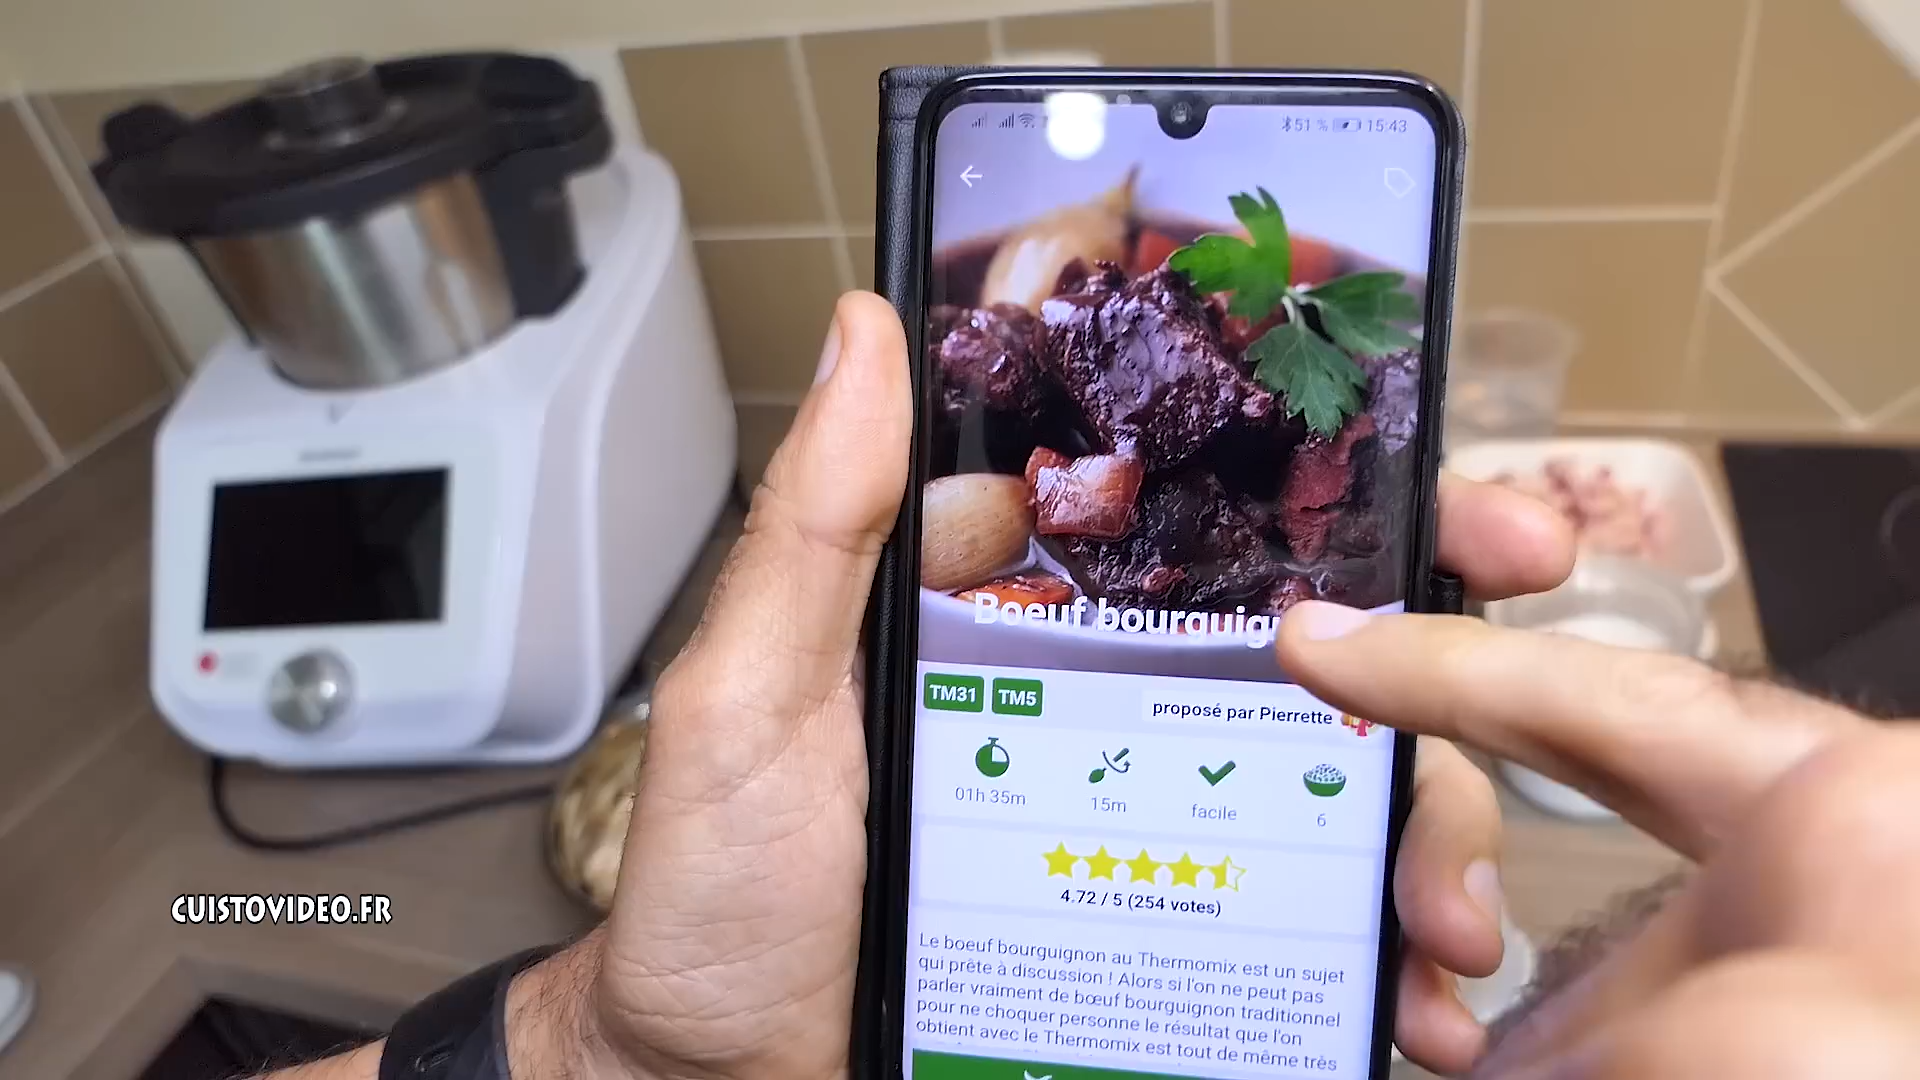 51 % 15:43
Boeuf bourguign
TM31 TM5
proposé par Pierrette
01h 35m
15m
facile
6
4.72 / 5 (254 votes)
Le boeuf bourguignon au Thermomix est un sujet
qui prête à discussion ! Alors si l'on ne peut pas
parler vraiment de bœuf bourguignon traditionnel
pour ne choquer personne le résultat que l'on
obtient avec le Thermomix est tout de même très
CUISTOVIDEO.FR